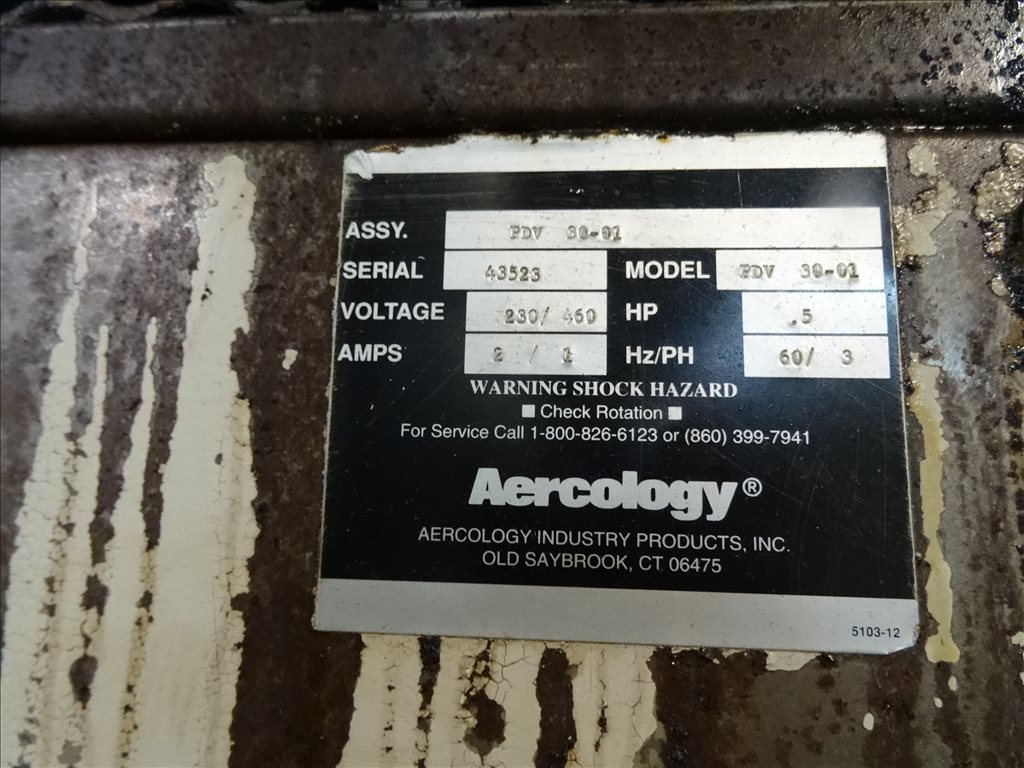 ASSY. PDV 30-01
SERIAL 43523 MODEL PDV 30-01
VOLTAGE 230/ 460 HP .5
AMPS 2 / 1 Hz/PH 60/ 3
WARNING SHOCK HAZARD
■ Check Rotation ■
For Service Call 1-800-826-6123 or (860) 399-7941
Aercology®
AERCOLOGY INDUSTRY PRODUCTS, INC.
OLD SAYBROOK, CT 06475
5103-12